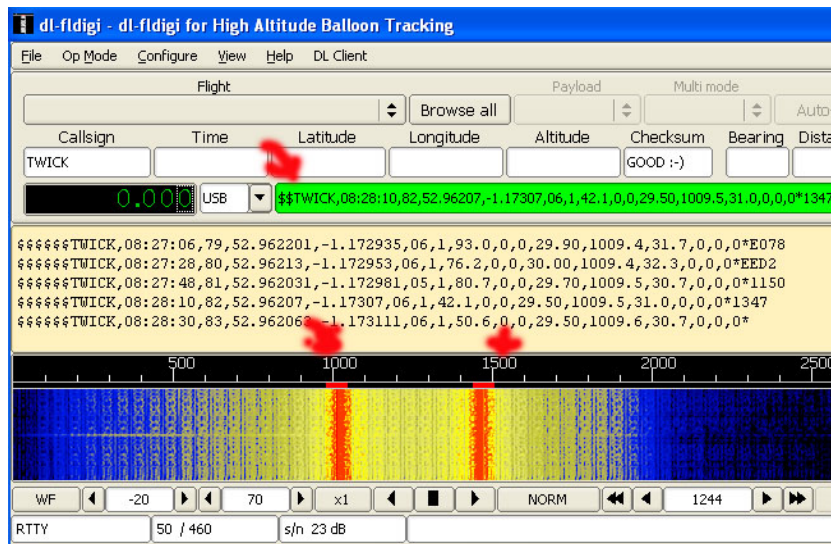 dl-fldigi - dl-fldigi for High Altitude Balloon Tracking
File Op Mode Configure View Help DL Client
Flight Payload Multi mode
Browse all Auto
Callsign Time Latitude Longitude Altitude Checksum Bearing Dista
TWICK GOOD :-)
0.000 USB $$TWICK,08:28:10,82,52.96207,-1.17307,06,1,42.1,0,0,29.50,1009.5,31.0,0,0,0*1347
$$$$$$TWICK,08:27:06,79,52.962201,-1.172935,06,1,93.0,0,0,29.90,1009.4,31.7,0,0,0*E078
$$$$$$TWICK,08:27:28,80,52.96213,-1.172953,06,1,76.2,0,0,30.00,1009.4,32.3,0,0,0*EED2
$$$$$$TWICK,08:27:48,81,52.962031,-1.172981,05,1,80.7,0,0,29.70,1009.5,30.7,0,0,0*1150
$$$$$$TWICK,08:28:10,82,52.96207,-1.17307,06,1,42.1,0,0,29.50,1009.5,31.0,0,0,0*1347
$$$$$$TWICK,08:28:30,83,52.962062,-1.173111,06,1,50.6,0,0,29.50,1009.6,30.7,0,0,0*
500 1000 1500 2000 2500
WF -20 70 x1 NORM 1244
RTTY 50 / 460 s/n 23 dB